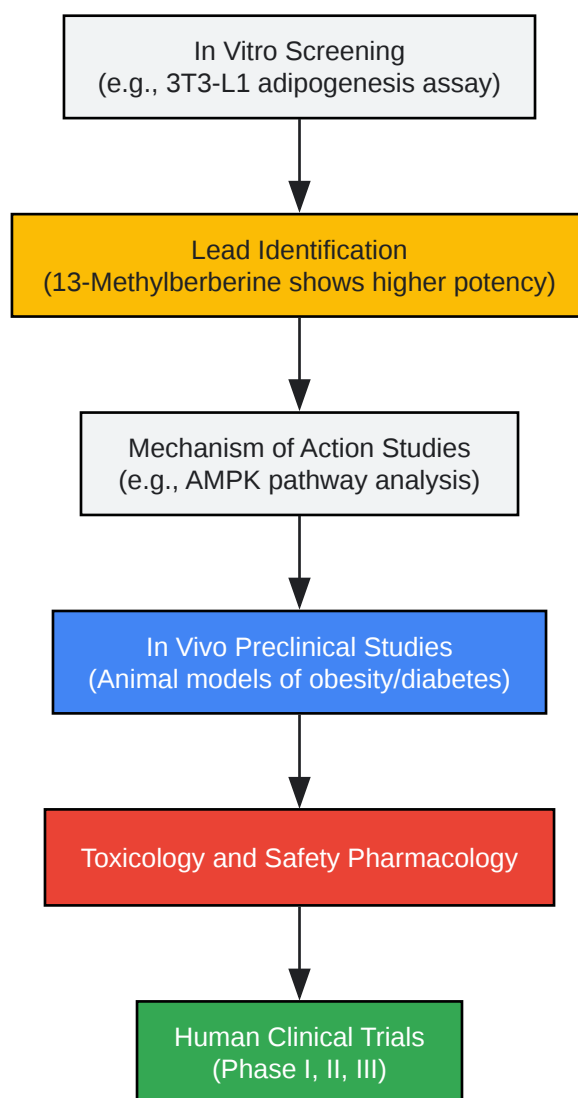 In Vitro Screening
(e.g., 3T3-L1 adipogenesis assay)
Lead Identification
(13-Methylberberine shows higher potency)
Mechanism of Action Studies
(e.g., AMPK pathway analysis)
In Vivo Preclinical Studies
(Animal models of obesity/diabetes)
Toxicology and Safety Pharmacology
Human Clinical Trials
(Phase I, II, III)